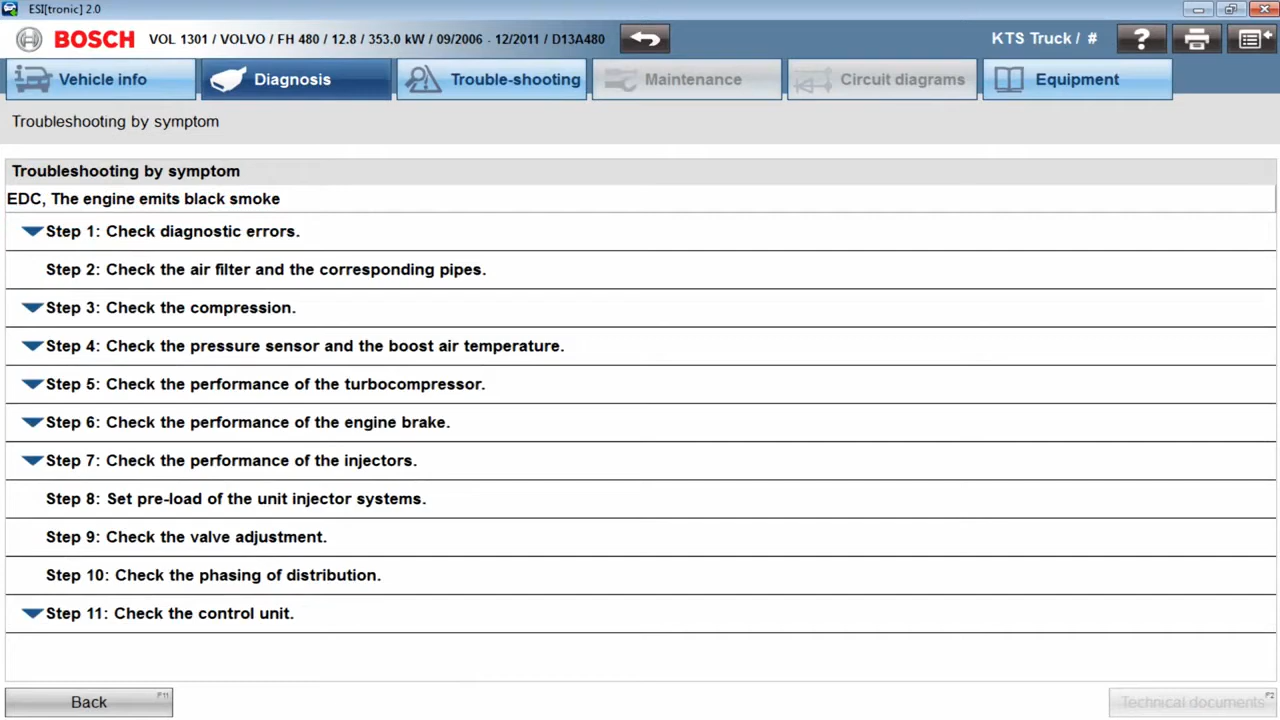 ESI[tronic] 2.0
BOSCH VOL 1301 / VOLVO / FH 480 / 12.8 / 353.0 kW / 09/2006 - 12/2011 / D13A480 KTS Truck / # ?
Vehicle info Diagnosis Trouble-shooting Maintenance Circuit diagrams Equipment
Troubleshooting by symptom
Troubleshooting by symptom
EDC, The engine emits black smoke
Step 1: Check diagnostic errors.
Step 2: Check the air filter and the corresponding pipes.
Step 3: Check the compression.
Step 4: Check the pressure sensor and the boost air temperature.
Step 5: Check the performance of the turbocompressor.
Step 6: Check the performance of the engine brake.
Step 7: Check the performance of the injectors.
Step 8: Set pre-load of the unit injector systems.
Step 9: Check the valve adjustment.
Step 10: Check the phasing of distribution.
Step 11: Check the control unit.
Back F11 Technical documents F2